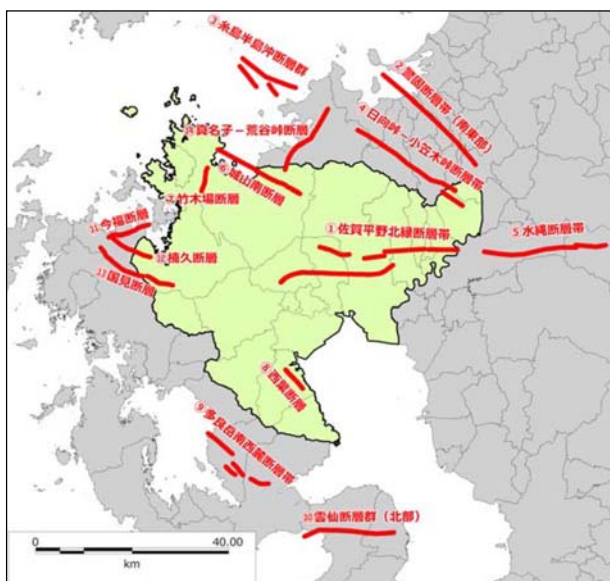 ③糸島半島沖断層群
②警固断層帯（南東部）
④日向峠－小笠木峠断層帯
⑭真名子－荒谷峠断層
⑥城山南断層
⑦竹木場断層
⑪今福断層
①佐賀平野北縁断層帯
⑤水縄断層帯
⑫楠久断層
⑬国見断層
⑧西葉断層
⑨多良岳南西麓断層帯
⑩雲仙断層群（北部）
0 40.00
km